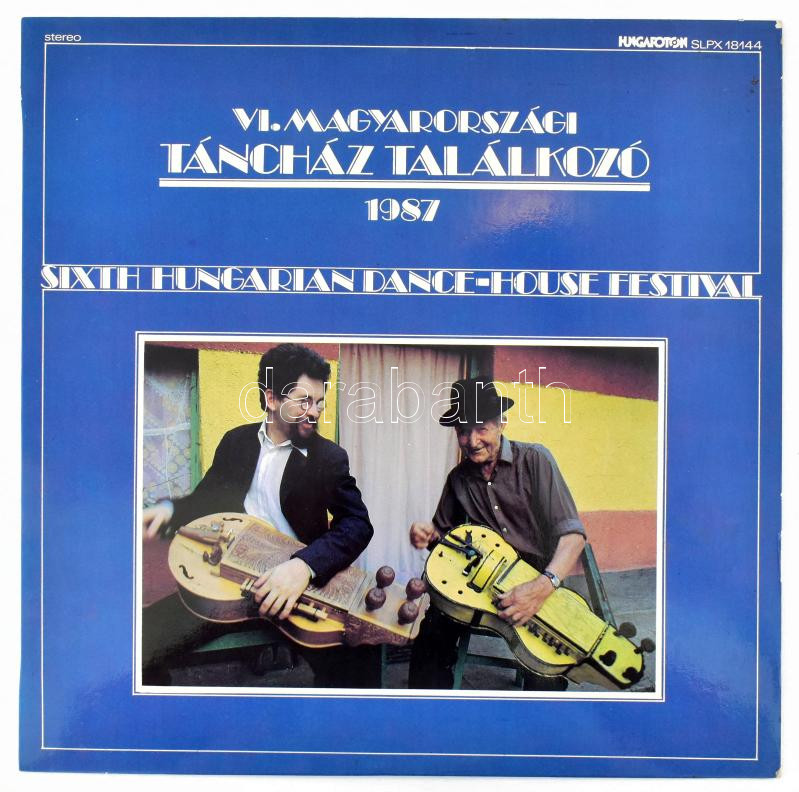 stereo
HUNGAROTON SLPX 18144
VI. MAGYARORSZÁGI
TÁNCHÁZ TALÁLKOZÓ
1987
SIXTH HUNGARIAN DANCE-HOUSE FESTIVAL
darabanth